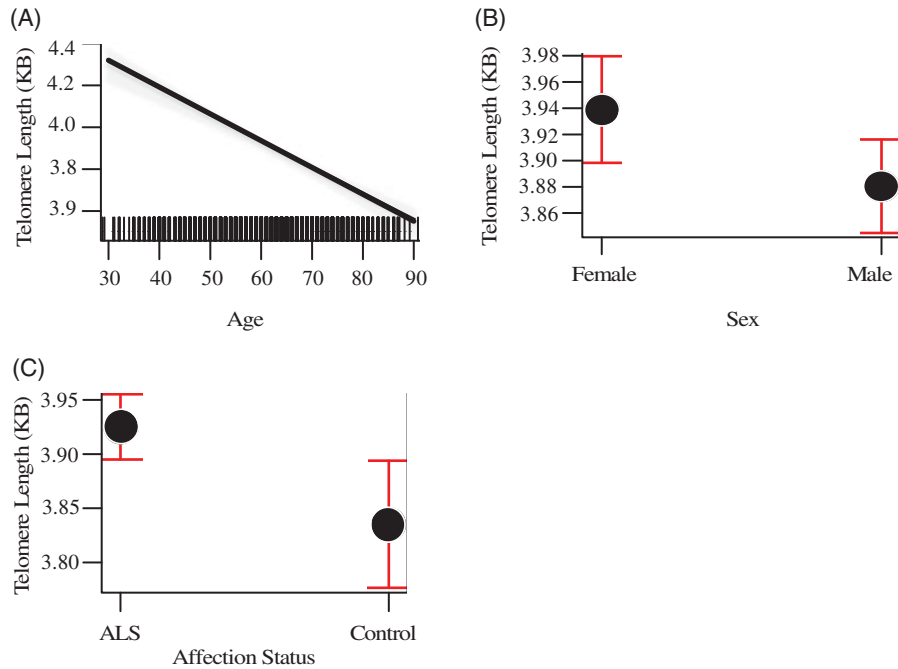 (A)
Telomere Length (KB)
4.4
4.2
4.0
3.8
3.9
30 40 50 60 70 80 90
Age
(B)
Telomere Length (KB)
3.98
3.96
3.94
3.92
3.90
3.88
3.86
Female Male
Sex
(C)
Telomere Length (KB)
3.95
3.90
3.85
3.80
ALS Control
Affection Status